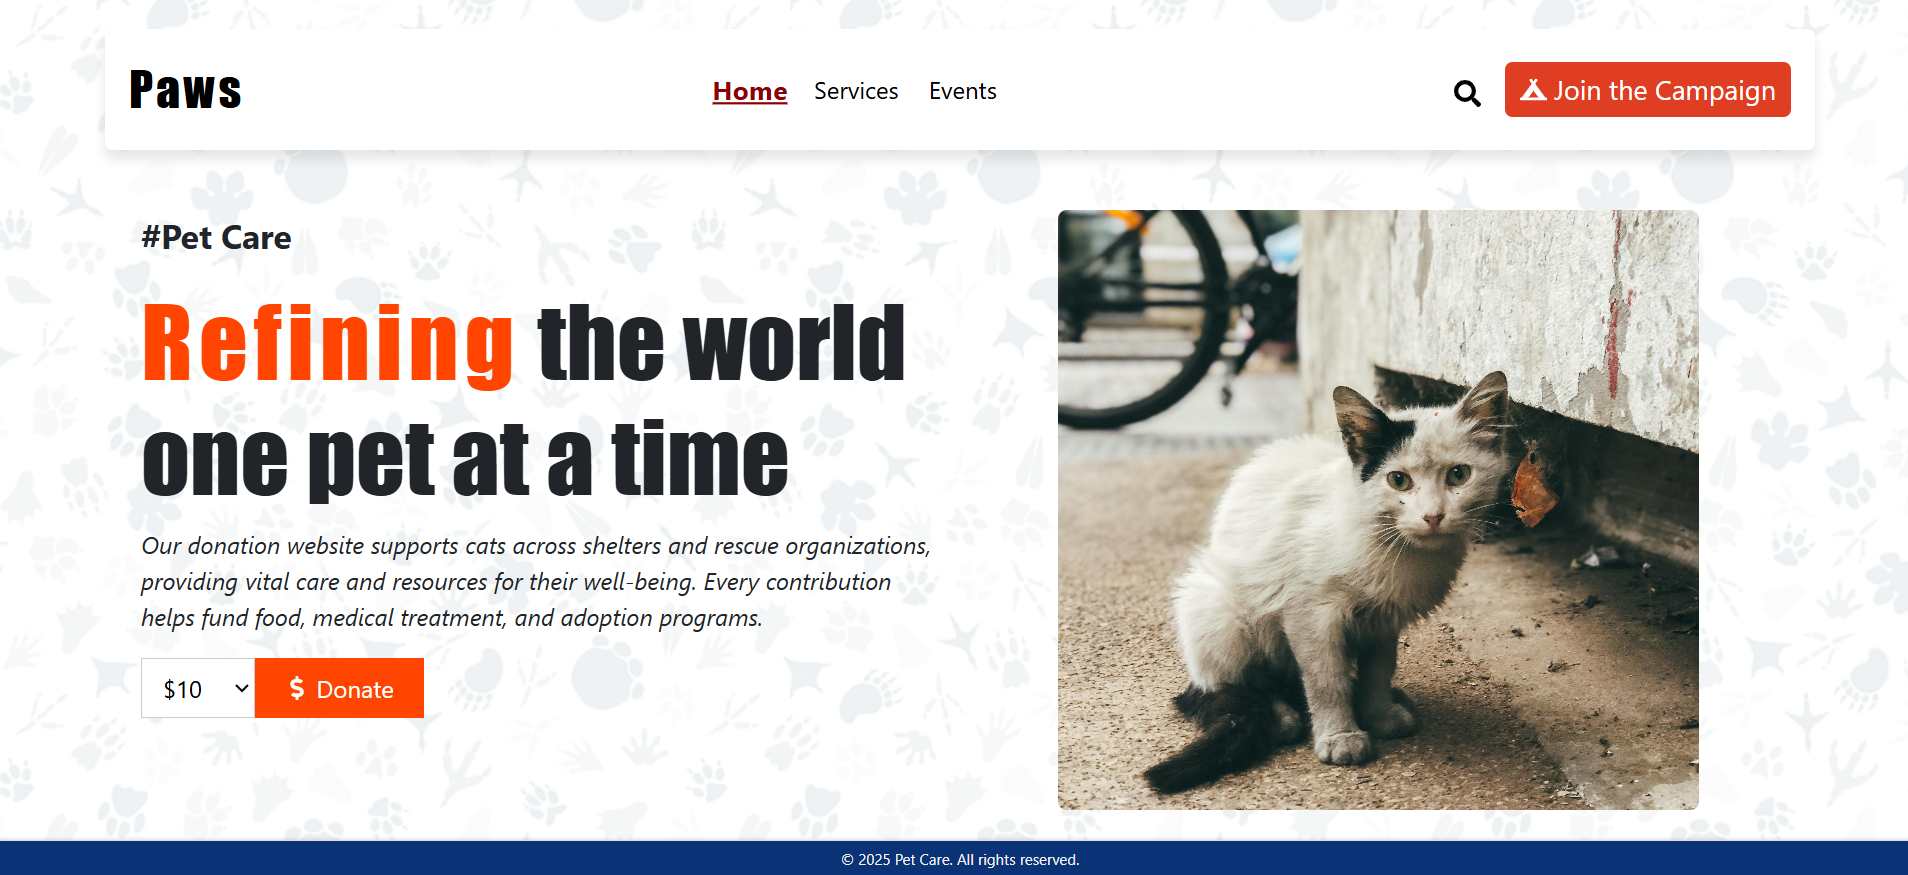 Paws
Home Services Events
Join the Campaign
#Pet Care
Refining the world
one pet at a time
Our donation website supports cats across shelters and rescue organizations,
providing vital care and resources for their well-being. Every contribution
helps fund food, medical treatment, and adoption programs.
$10
$ Donate
© 2025 Pet Care. All rights reserved.